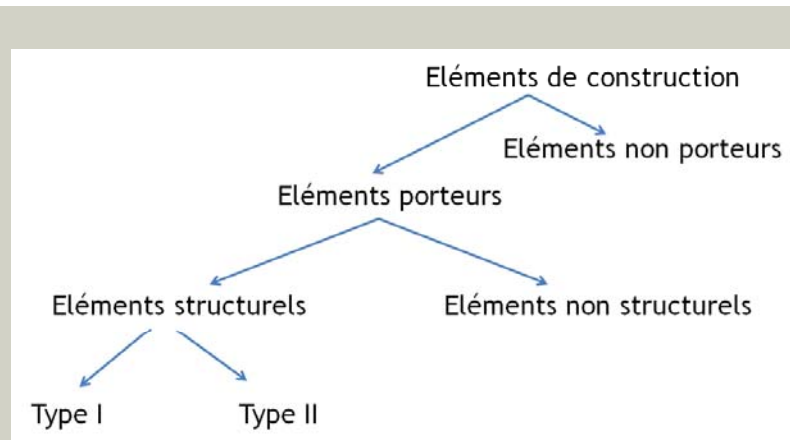 Eléments de construction
Eléments non porteurs
Eléments porteurs
Eléments structurels
Eléments non structurels
Type I
Type II